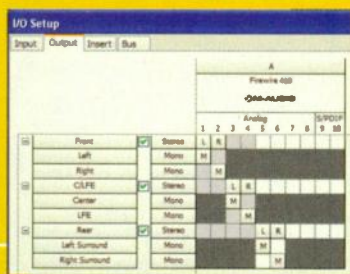 I/O Setup
Input Output Insert Bus
A
Firewire 410
Analog S/PDIF
1 2 3 4 5 6 7 8 9 10
Front Stereo L R
Left Mono M
Right Mono M
C/LFE Stereo L R
Center Mono M
LFE Mono M
Rear Stereo L R
Left Surround Mono M
Right Surround Mono M